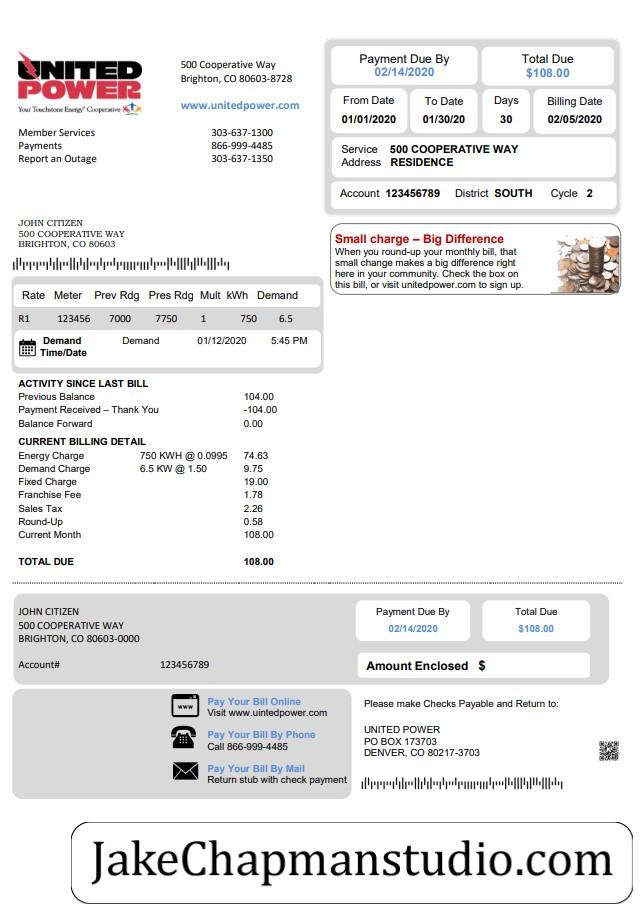 UNITED
POWER
Your Touchstone Energy® Cooperative
500 Cooperative Way
Brighton, CO 80603-8728
www.unitedpower.com
Member Services 303-637-1300
Payments 866-999-4485
Report an Outage 303-637-1350
Payment Due By
02/14/2020
Total Due
$108.00
From Date To Date Days Billing Date
01/01/2020 01/30/20 30 02/05/2020
Service 500 COOPERATIVE WAY
Address RESIDENCE
Account 123456789 District SOUTH Cycle 2
JOHN CITIZEN
500 COOPERATIVE WAY
BRIGHTON, CO 80603
Small charge – Big Difference
When you round-up your monthly bill, that
small change makes a big difference right
here in your community. Check the box on
this bill, or visit unitedpower.com to sign up.
Rate Meter Prev Rdg Pres Rdg Mult kWh Demand
R1 123456 7000 7750 1 750 6.5
Demand Demand 01/12/2020 5:45 PM
Time/Date
ACTIVITY SINCE LAST BILL
Previous Balance 104.00
Payment Received – Thank You -104.00
Balance Forward 0.00
CURRENT BILLING DETAIL
Energy Charge 750 KWH @ 0.0995 74.63
Demand Charge 6.5 KW @ 1.50 9.75
Fixed Charge 19.00
Franchise Fee 1.78
Sales Tax 2.26
Round-Up 0.58
Current Month 108.00
TOTAL DUE 108.00
JOHN CITIZEN
500 COOPERATIVE WAY
BRIGHTON, CO 80603-0000
Account# 123456789
Payment Due By
02/14/2020
Total Due
$108.00
Amount Enclosed $
www
Pay Your Bill Online
Visit www.uintedpower.com
Pay Your Bill By Phone
Call 866-999-4485
Pay Your Bill By Mail
Return stub with check payment
Please make Checks Payable and Return to:
UNITED POWER
PO BOX 173703
DENVER, CO 80217-3703
JakeChapmanstudio.com